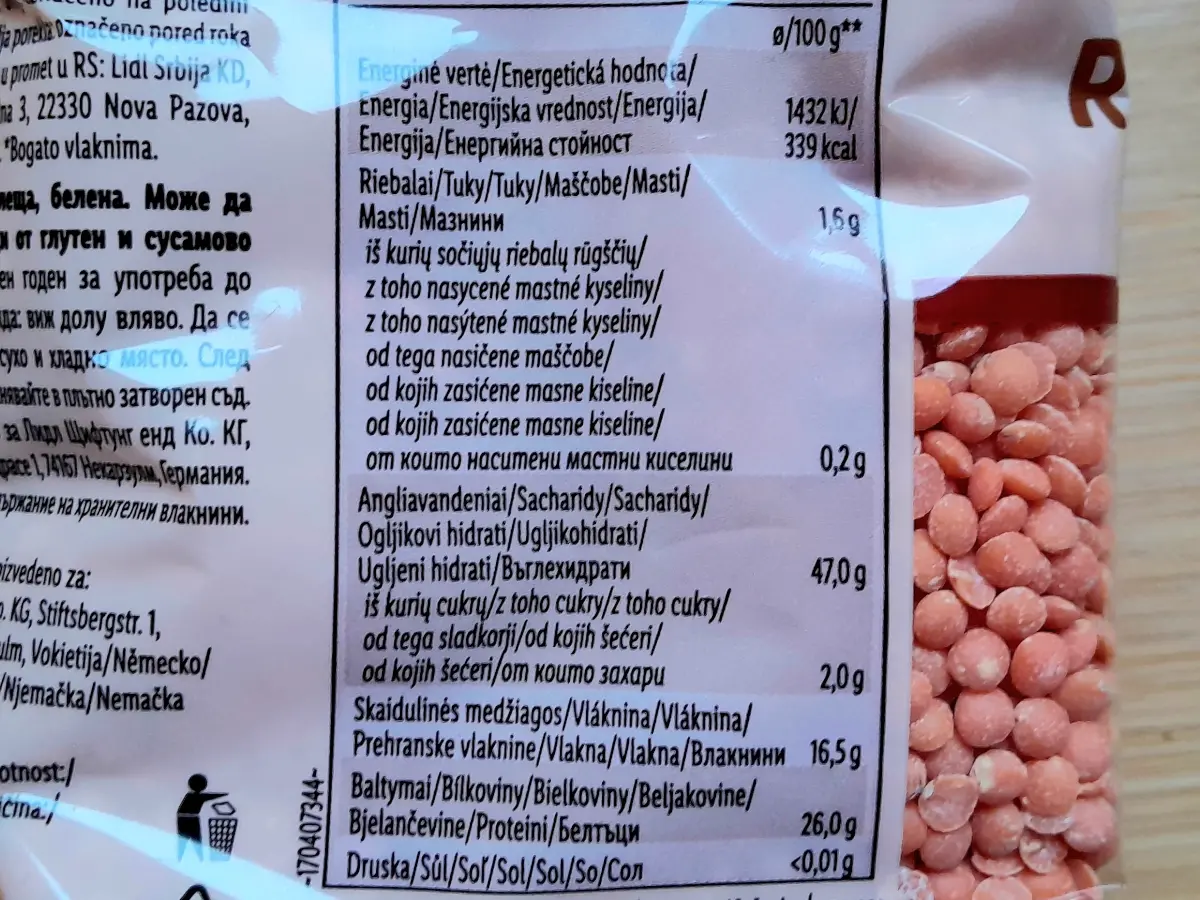 označeno pored roka
promet u RS: Lidl Srbija KD,
3, 22330 Nova Pazova,
*Bogato vlaknima.
белена. Може да
от глутен и сусамово
годен за употреба до
виж долу вляво. Да се
сухо и хладно място. След
в плътно затворен съд.
за Лидл Щифтунг енд Ко. КГ,
1, 74167 Некарзулм, Германия.
на хранителни влакнини.
za:
KG, Stiftsbergstr. 1,
Vokietija/Německo/
/Njemačka/Nemačka
-170407344-
ø/100 g**
Energinė vertė/Energetická hodnota/
Energia/Energijska vrednost/Energija/
Energija/Енергийна стойност
1432 kJ/
339 kcal
Riebalai/Tuky/Tuky/Maščobe/Masti/
Masti/Мазнини 1,6 g
iš kurių sočiųjų riebalų rūgščių/
z toho nasycené mastné kyseliny/
z toho nasýtené mastné kyseliny/
od tega nasičene maščobe/
od kojih zasićene masne kiseline/
od kojih zasićene masne kiseline/
от които наситени мастни киселини 0,2 g
Angliavandeniai/Sacharidy/Sacharidy/
Ogljikovi hidrati/Ugljikohidrati/
Ugljeni hidrati/Въглехидрати 47,0 g
iš kurių cukrų/z toho cukry/z toho cukry/
od tega sladkorji/od kojih šećeri/
od kojih šećeri/от които захари 2,0 g
Skaidulinės medžiagos/Vláknina/Vláknina/
Prehranske vlaknine/Vlakna/Vlakna/Влакнини 16,5 g
Baltymai/Bílkoviny/Bielkoviny/Beljakovine/
Bjelančevine/Proteini/Белтъци 26,0 g
Druska/Sůl/Soľ/Sol/Sol/So/Сол <0,01 g
R